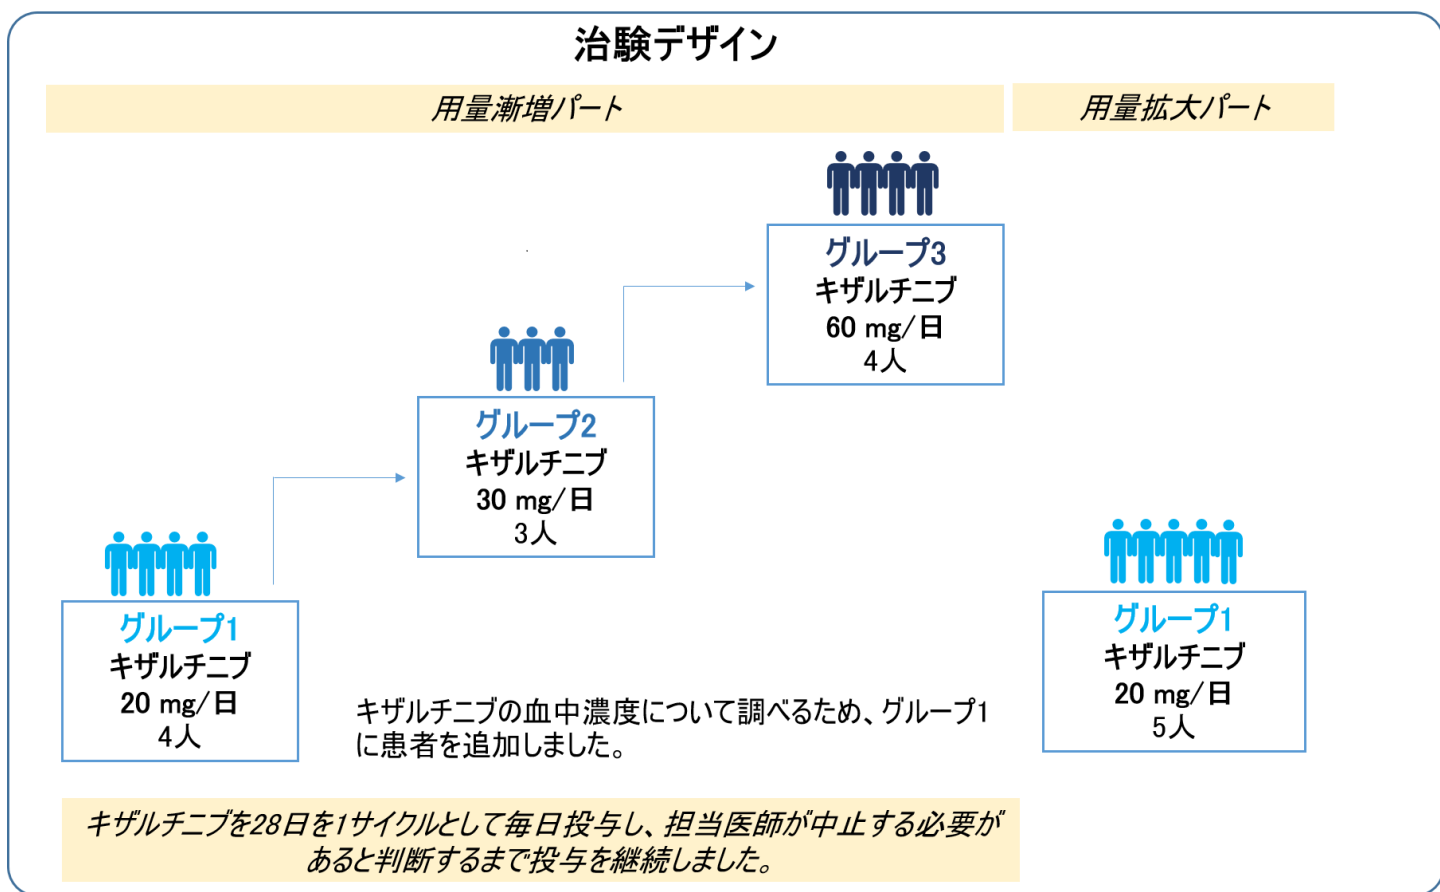 治験デザイン
用量漸増パート
用量拡大パート
グループ3
キザルチニブ
60 mg/日
4人
グループ2
キザルチニブ
30 mg/日
3人
グループ1
キザルチニブ
20 mg/日
4人
キザルチニブの血中濃度について調べるため、グループ1
に患者を追加しました。
グループ1
キザルチニブ
20 mg/日
5人
キザルチニブを28日を1サイクルとして毎日投与し、担当医師が中止する必要が
あると判断するまで投与を継続しました。